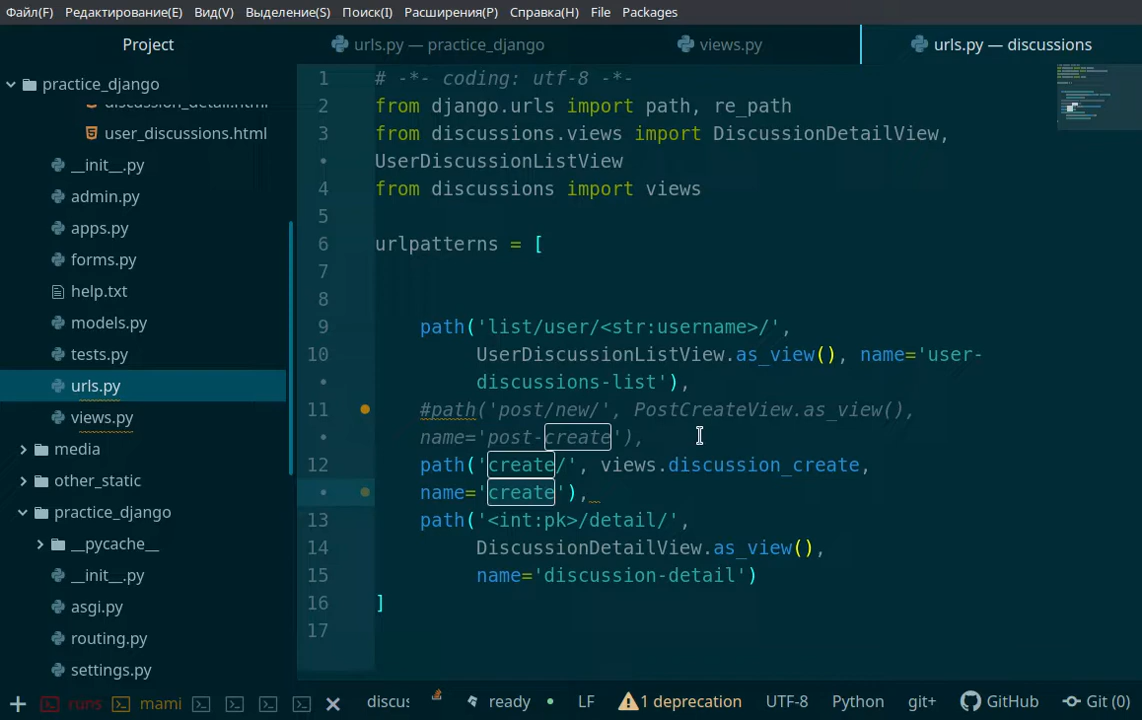 Файл(F) Редактирование(E) Вид(V) Выделение(S) Поиск(I) Расширения(P) Справка(H) File Packages
Project
urls.py — practice_django
views.py
urls.py — discussions
practice_django
discussion_detail.html
user_discussions.html
__init__.py
admin.py
apps.py
forms.py
help.txt
models.py
tests.py
urls.py
views.py
media
other_static
practice_django
__pycache__
__init__.py
asgi.py
routing.py
settings.py
1 # -*- coding: utf-8 -*-
2 from django.urls import path, re_path
3 from discussions.views import DiscussionDetailView,
• UserDiscussionListView
4 from discussions import views
5
6 urlpatterns = [
7
8
9 path('list/user/<str:username>/',
10 UserDiscussionListView.as_view(), name='user-
• discussions-list'),
11 #path('post/new/', PostCreateView.as_view(),
• name='post-create'),
12 path('create/', views.discussion_create,
• name='create'),
13 path('<int:pk>/detail/',
14 DiscussionDetailView.as_view(),
15 name='discussion-detail')
16 ]
17
runs mami discus ready LF 1 deprecation UTF-8 Python git+ GitHub Git (0)